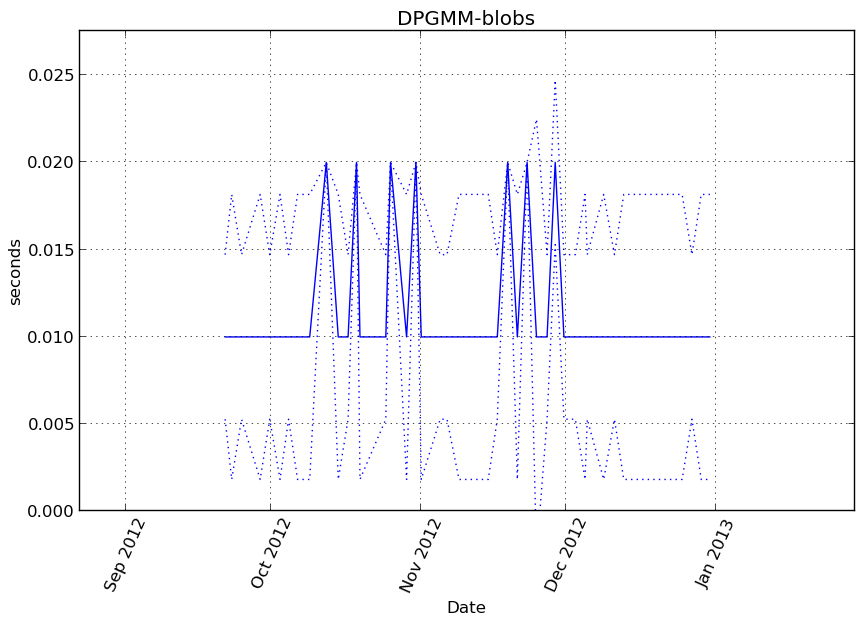 DPGMM-blobs
0.025
0.020
0.015
0.010
0.005
0.000
seconds
Sep 2012
Oct 2012
Nov 2012
Dec 2012
Jan 2013
Date